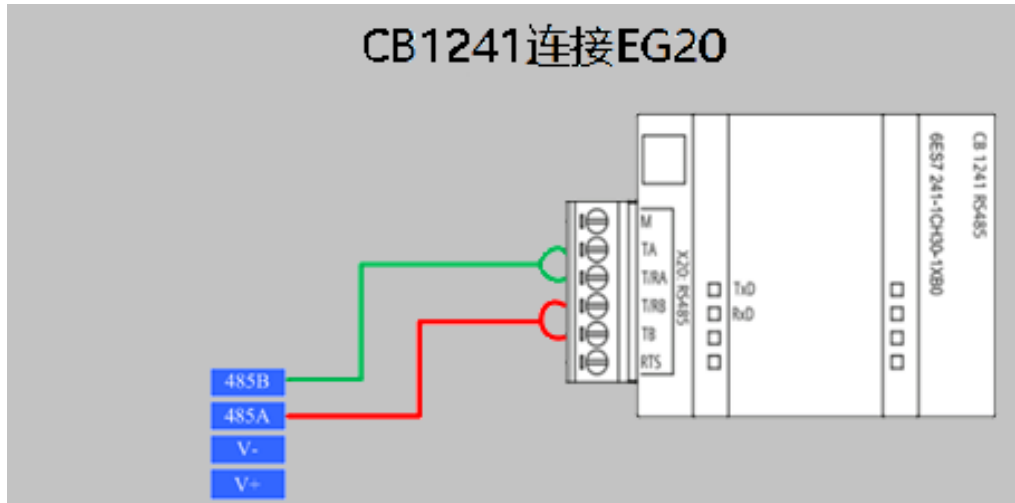 CB1241连接EG20
M
TA
T/RA
T/RB
TB
RTS
X20: RS485
TxD
RxD
6ES7 241-1CH30-1XB0
CB 1241 RS485
485B
485A
V-
V+